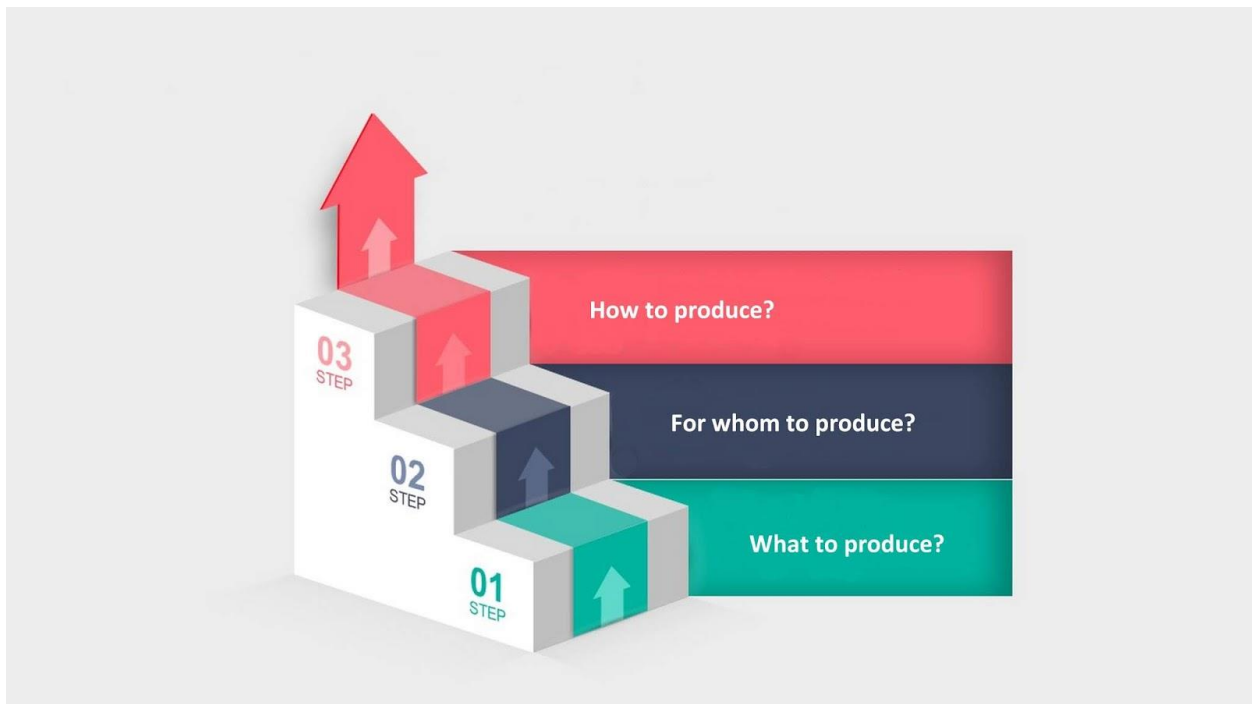 How to produce?
03
STEP
For whom to produce?
02
STEP
What to produce?
01
STEP